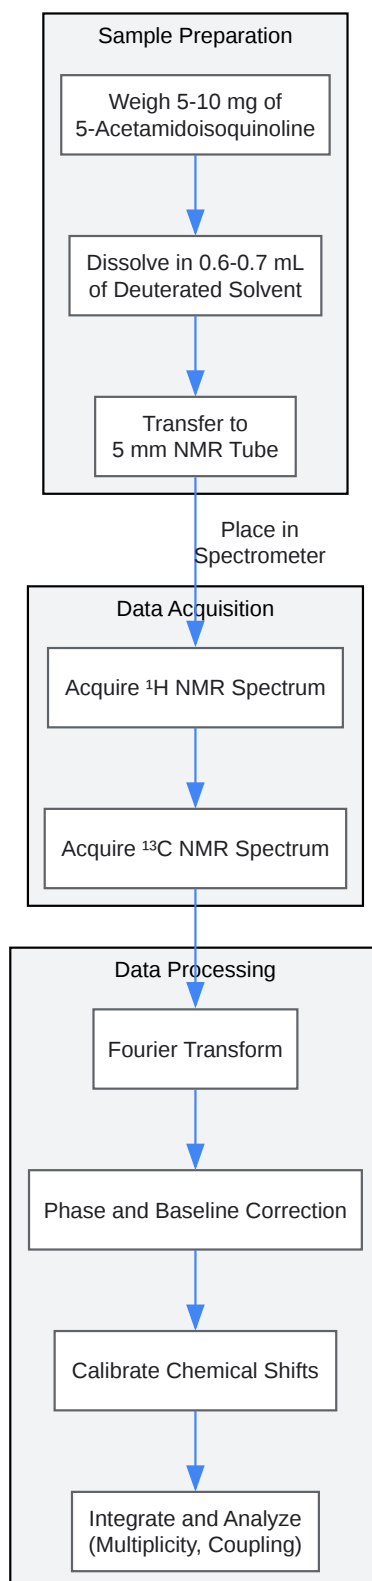 Sample Preparation
Weigh 5-10 mg of
5-Acetamidoisoquinoline
Dissolve in 0.6-0.7 mL
of Deuterated Solvent
Transfer to
5 mm NMR Tube
Place in
Spectrometer
Data Acquisition
Acquire ¹H NMR Spectrum
Acquire ¹³C NMR Spectrum
Data Processing
Fourier Transform
Phase and Baseline Correction
Calibrate Chemical Shifts
Integrate and Analyze
(Multiplicity, Coupling)